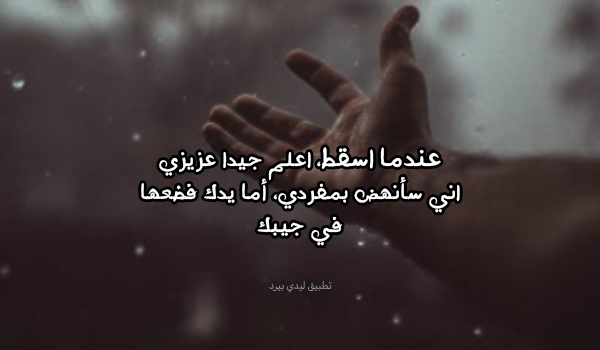 عندما اسقط، اعلم جيدا عزيزي
اني سأنهض بمفردي، أما يدك فضعها
في جيبك
تطبيق ليدي بيرد